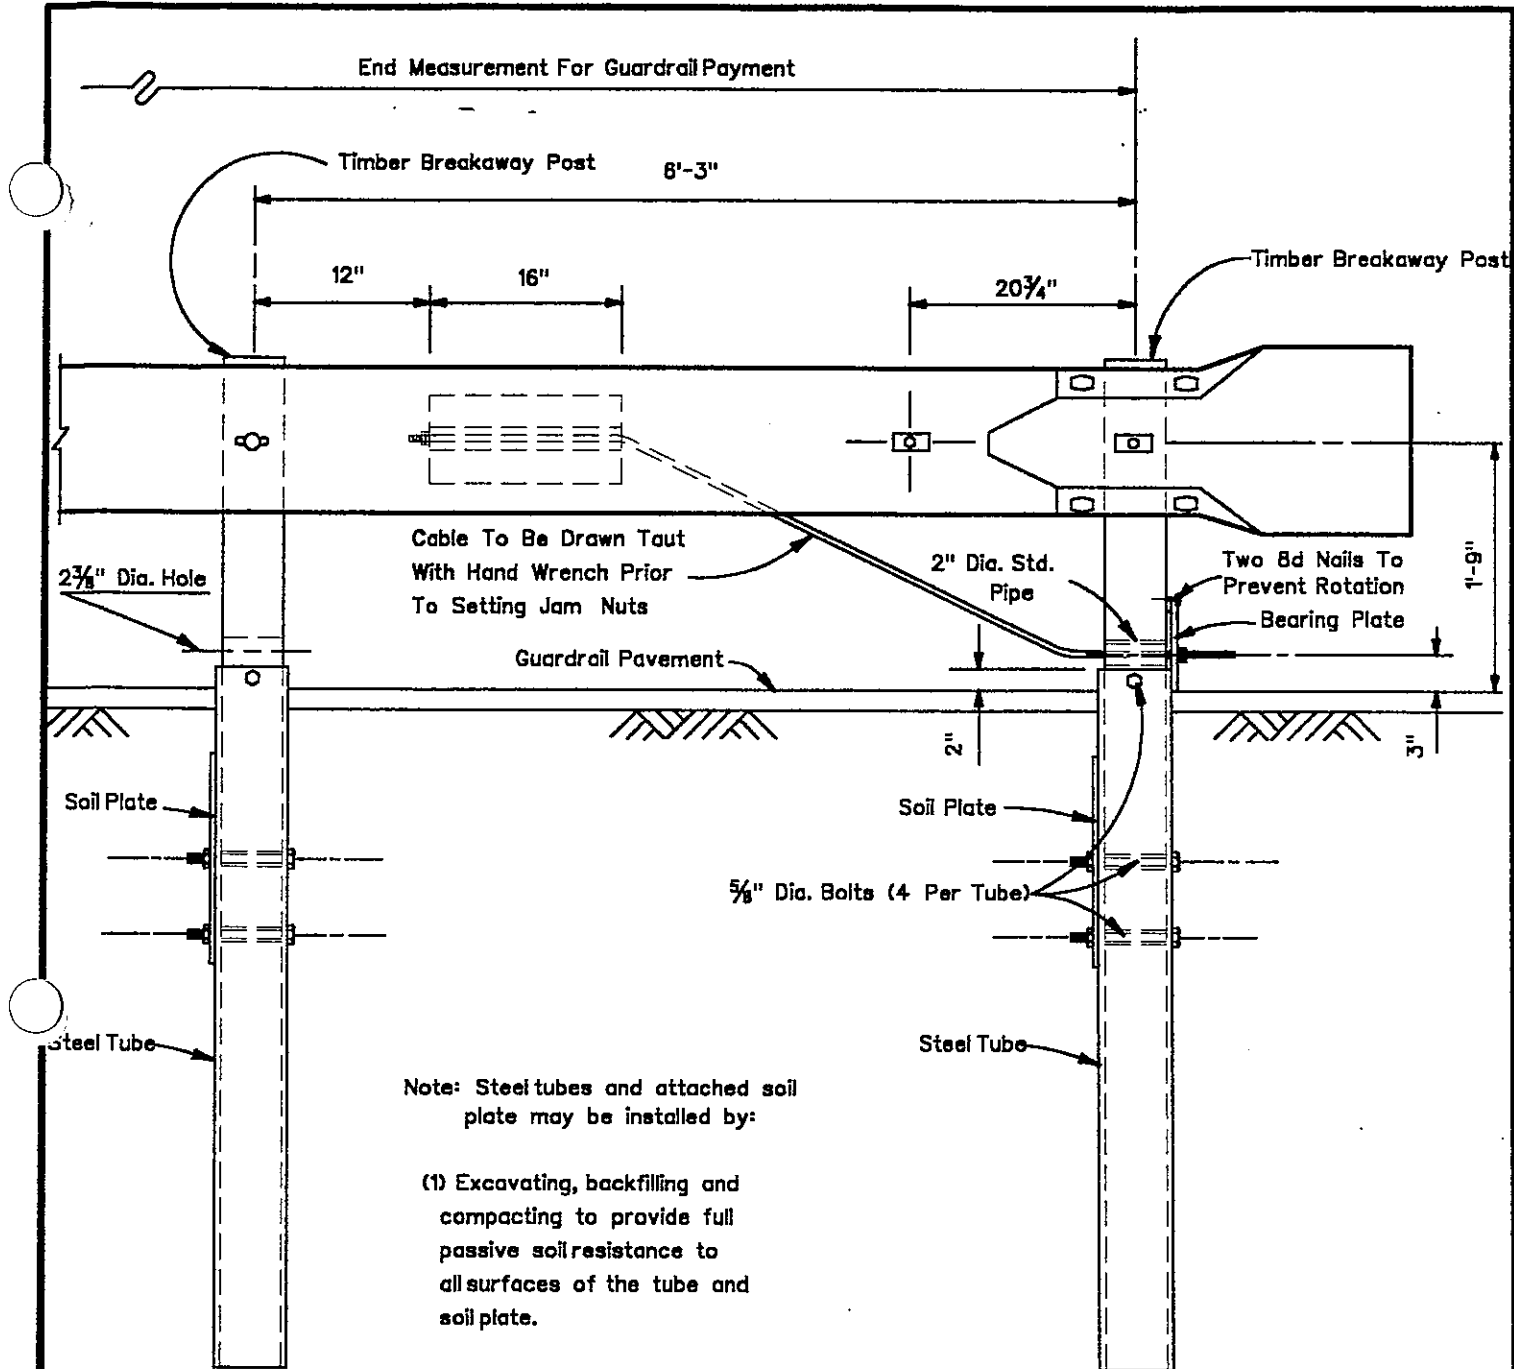 End Measurement For Guardrail Payment
Timber Breakaway Post
6'-3"
Timber Breakaway Post
12"
16"
20¾"
Cable To Be Drawn Taut
With Hand Wrench Prior
To Setting Jam Nuts
2⅜" Dia. Hole
2" Dia. Std.
Pipe
Two 8d Nails To
Prevent Rotation
Bearing Plate
1'-9"
Guardrail Pavement
2"
3"
Soil Plate
Soil Plate
⅝" Dia. Bolts (4 Per Tube)
Steel Tube
Steel Tube
Note: Steel tubes and attached soil
plate may be installed by:
(1) Excavating, backfilling and
compacting to provide full
passive soil resistance to
all surfaces of the tube and
soil plate.